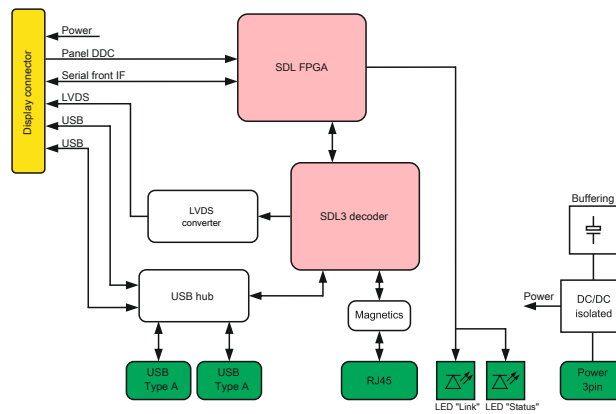 Display connector
Power
Panel DDC
Serial front IF
LVDS
USB
USB
SDL FPGA
SDL3 decoder
LVDS
converter
USB hub
Magnetics
USB
Type A
USB
Type A
RJ45
LED "Link"
LED "Status"
Buffering
Power
DC/DC
isolated
Power
3pin